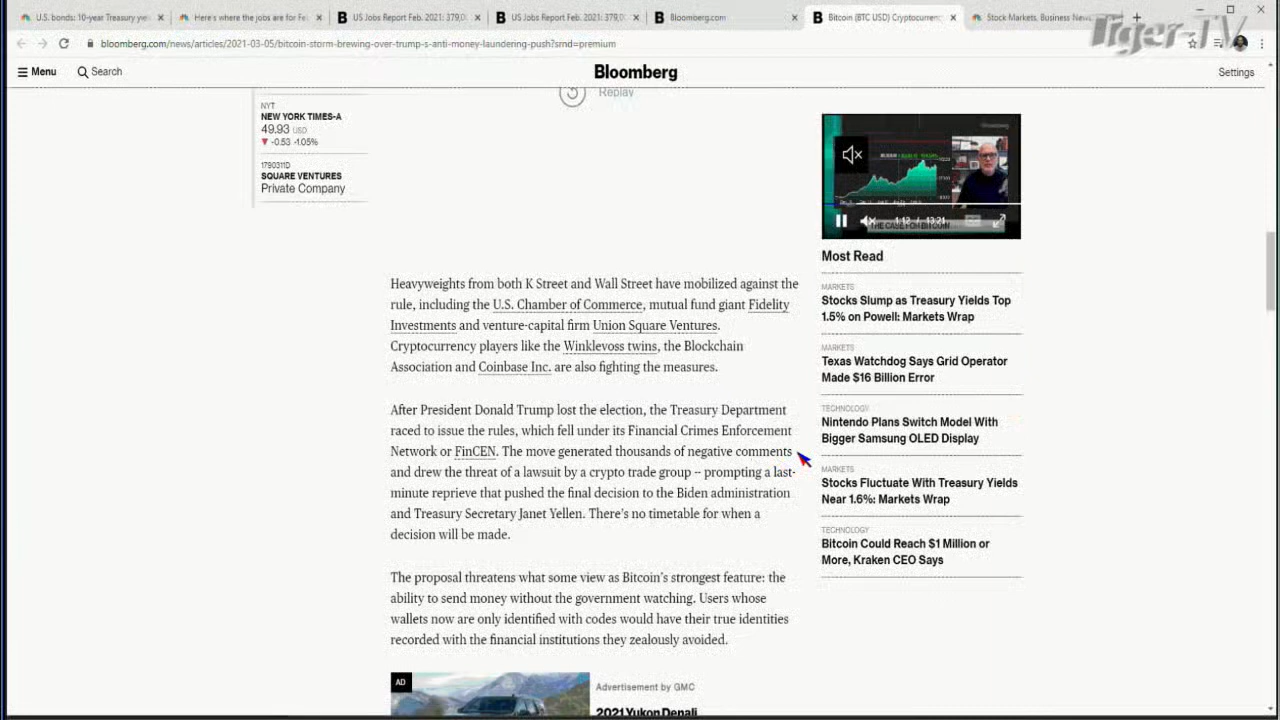 U.S. bonds: 10-year Treasury yie
Here's where the jobs are for Fe
US Jobs Report Feb. 2021: 379,0
US Jobs Report Feb. 2021: 379,0
Bloomberg.com
Bitcoin (BTC USD) Cryptocurrenc
Stock Markets, Business News,
Tiger-TV
bloomberg.com/news/articles/2021-03-05/bitcoin-storm-brewing-over-trump-s-anti-money-laundering-push?srnd=premium
Menu
Search
Bloomberg
Settings
Replay
NYT
NEW YORK TIMES-A
49.93 USD
▼ -0.53 -1.05%
1790311D
SQUARE VENTURES
Private Company
1:12 / 13:21
THE CASE FOR BITCOIN
Heavyweights from both K Street and Wall Street have mobilized against the
rule, including the U.S. Chamber of Commerce, mutual fund giant Fidelity
Investments and venture-capital firm Union Square Ventures.
Cryptocurrency players like the Winklevoss twins, the Blockchain
Association and Coinbase Inc. are also fighting the measures.
After President Donald Trump lost the election, the Treasury Department
raced to issue the rules, which fell under its Financial Crimes Enforcement
Network or FinCEN. The move generated thousands of negative comments
and drew the threat of a lawsuit by a crypto trade group -- prompting a last-
minute reprieve that pushed the final decision to the Biden administration
and Treasury Secretary Janet Yellen. There's no timetable for when a
decision will be made.
The proposal threatens what some view as Bitcoin's strongest feature: the
ability to send money without the government watching. Users whose
wallets now are only identified with codes would have their true identities
recorded with the financial institutions they zealously avoided.
AD
Advertisement by GMC
2021 Yukon Denali
Most Read
MARKETS
Stocks Slump as Treasury Yields Top
1.5% on Powell: Markets Wrap
MARKETS
Texas Watchdog Says Grid Operator
Made $16 Billion Error
TECHNOLOGY
Nintendo Plans Switch Model With
Bigger Samsung OLED Display
MARKETS
Stocks Fluctuate With Treasury Yields
Near 1.6%: Markets Wrap
TECHNOLOGY
Bitcoin Could Reach $1 Million or
More, Kraken CEO Says